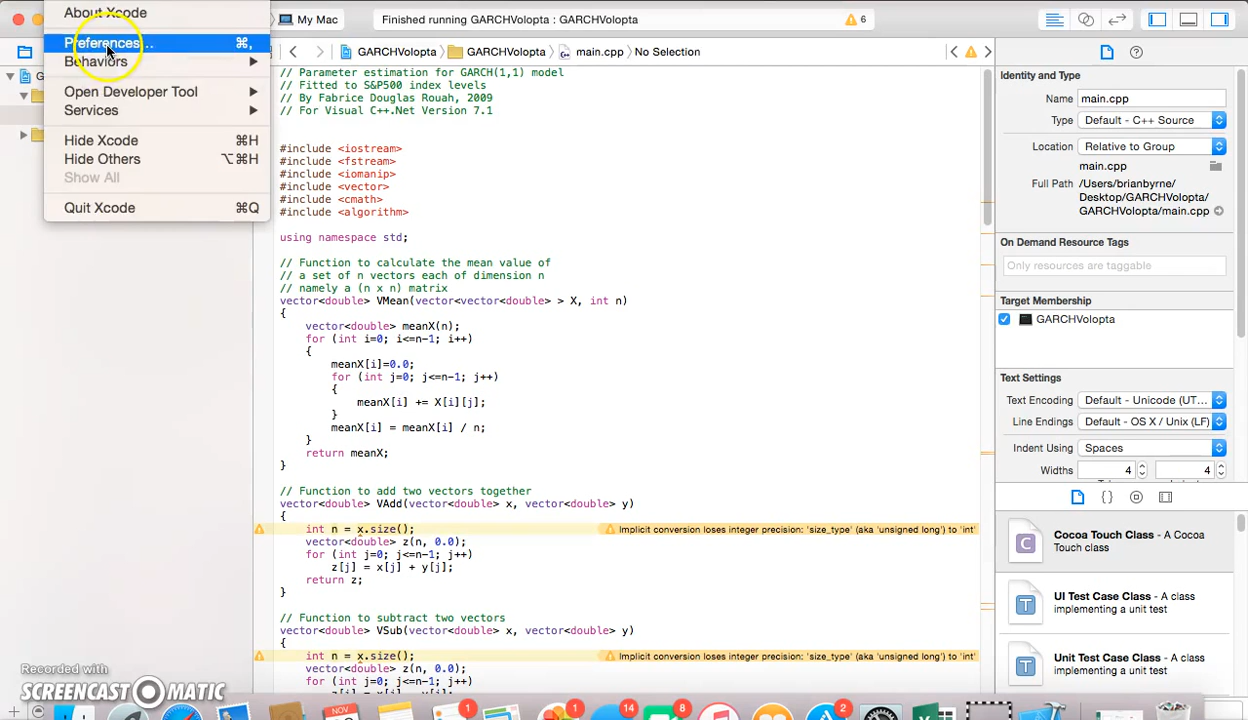 About Xcode
Preferences...
⌘,
Behaviors
Open Developer Tool
Services
Hide Xcode
⌘H
Hide Others
⌥⌘H
Show All
Quit Xcode
⌘Q
My Mac
Finished running GARCHVolopta : GARCHVolopta
6
GARCHVolopta
GARCHVolopta
main.cpp
No Selection
// Parameter estimation for GARCH(1,1) model
// Fitted to S&P500 index levels
// By Fabrice Douglas Rouah, 2009
// For Visual C++.Net Version 7.1
#include <iostream>
#include <fstream>
#include <iomanip>
#include <vector>
#include <cmath>
#include <algorithm>
using namespace std;
// Function to calculate the mean value of
// a set of n vectors each of dimension n
// namely a (n x n) matrix
vector<double> VMean(vector<vector<double> > X, int n)
{
vector<double> meanX(n);
for (int i=0; i<=n-1; i++)
{
meanX[i]=0.0;
for (int j=0; j<=n-1; j++)
{
meanX[i] += X[i][j];
}
meanX[i] = meanX[i] / n;
}
return meanX;
}
// Function to add two vectors together
vector<double> VAdd(vector<double> x, vector<double> y)
{
int n = x.size();
Implicit conversion loses integer precision: 'size_type' (aka 'unsigned long') to 'int'
vector<double> z(n, 0.0);
for (int j=0; j<=n-1; j++)
z[j] = x[j] + y[j];
return z;
}
// Function to subtract two vectors
vector<double> VSub(vector<double> x, vector<double> y)
{
int n = x.size();
Implicit conversion loses integer precision: 'size_type' (aka 'unsigned long') to 'int'
vector<double> z(n, 0.0);
for (int j=0; j<=n-1; j++)
Identity and Type
Name
main.cpp
Type
Default - C++ Source
Location
Relative to Group
main.cpp
Full Path
/Users/brianbyrne/
Desktop/GARCHVolopta/
GARCHVolopta/main.cpp
On Demand Resource Tags
Only resources are taggable
Target Membership
GARCHVolopta
Text Settings
Text Encoding
Default - Unicode (UT...
Line Endings
Default - OS X / Unix (LF)
Indent Using
Spaces
Widths
4
4
{}
C
Cocoa Touch Class - A Cocoa
Touch class
T
UI Test Case Class - A class
implementing a unit test
T
Unit Test Case Class - A class
implementing a unit test
Recorded with
SCREENCAST MATIC
NOV
1
1
14
8
2